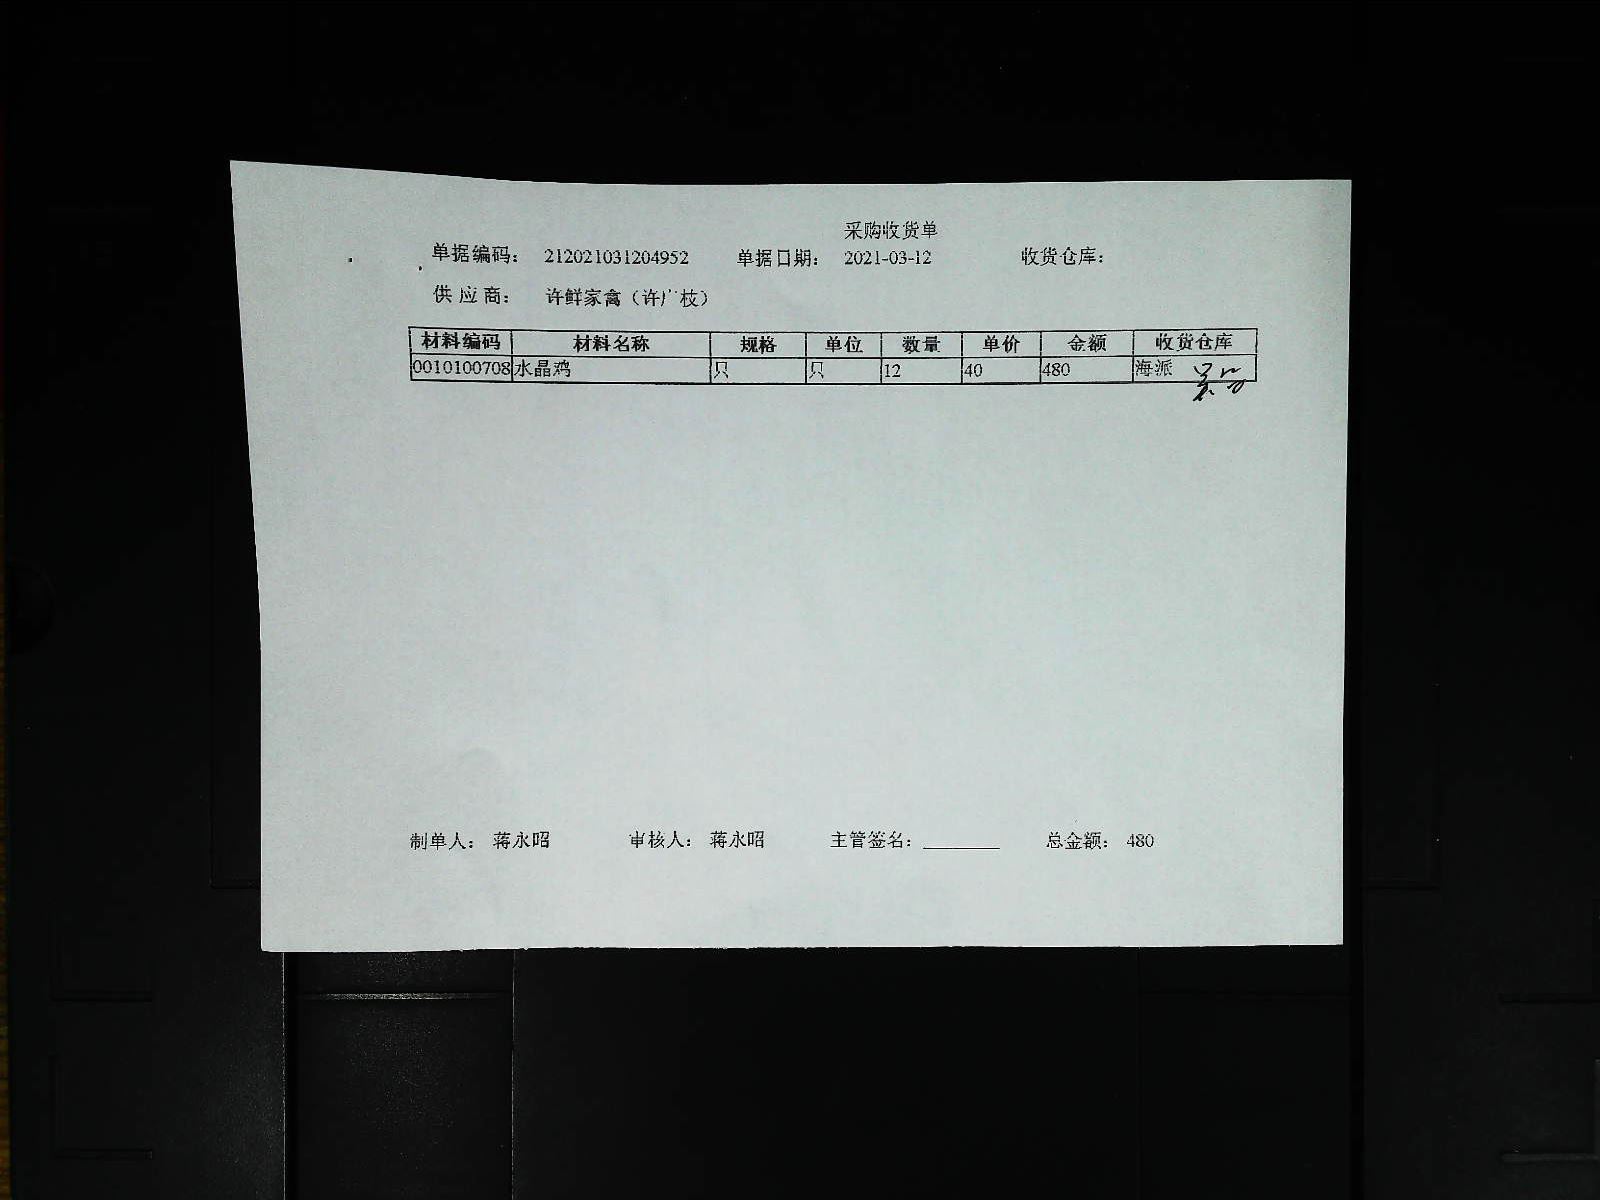 采购收货单
单据编码： 212021031204952 单据日期： 2021-03-12 收货仓库：
供 应 商： 许鲜家禽（许广枝）
材料编码 材料名称 规格 单位 数量 单价 金额 收货仓库
0010100708 水晶鸡 只 只 12 40 480 海派
制单人： 蒋永昭 审核人： 蒋永昭 主管签名：________ 总金额： 480